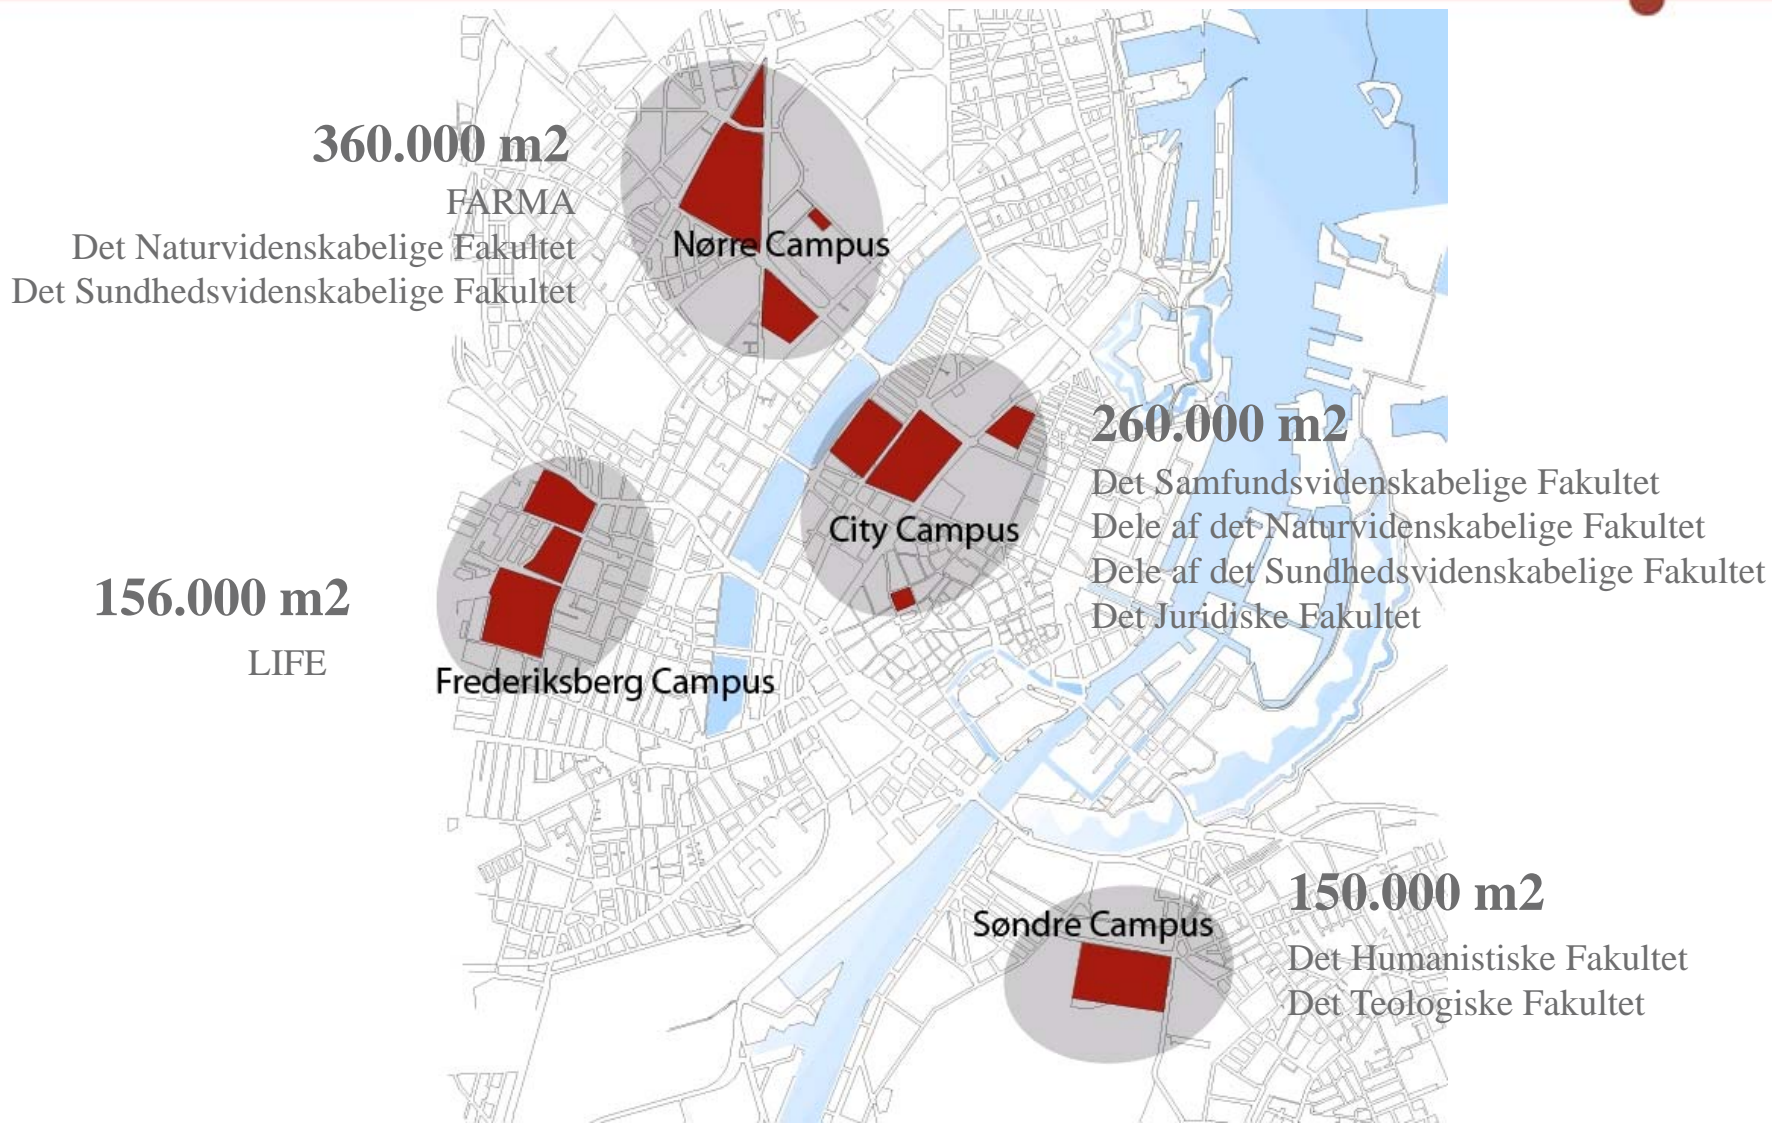 360.000 m2
FARMA
Det Naturvidenskabelige Fakultet
Det Sundhedsvidenskabelige Fakultet
Nørre Campus
260.000 m2
Det Samfundsvidenskabelige Fakultet
Dele af det Naturvidenskabelige Fakultet
Dele af det Sundhedsvidenskabelige Fakultet
Det Juridiske Fakultet
City Campus
156.000 m2
LIFE
Frederiksberg Campus
150.000 m2
Søndre Campus
Det Humanistiske Fakultet
Det Teologiske Fakultet